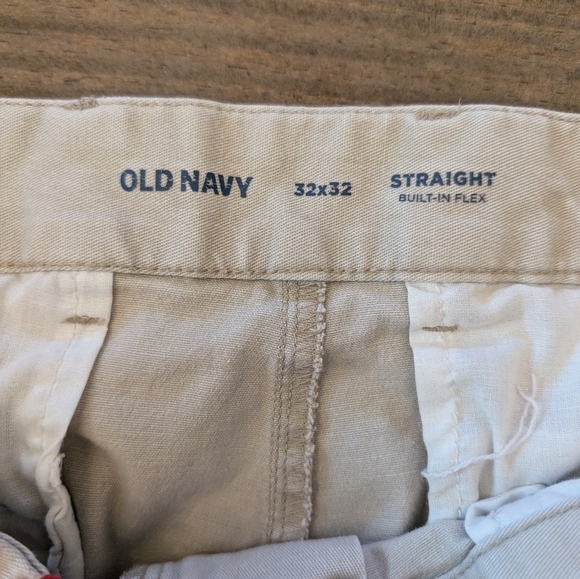 OLD NAVY 32x32 STRAIGHT
BUILT-IN FLEX